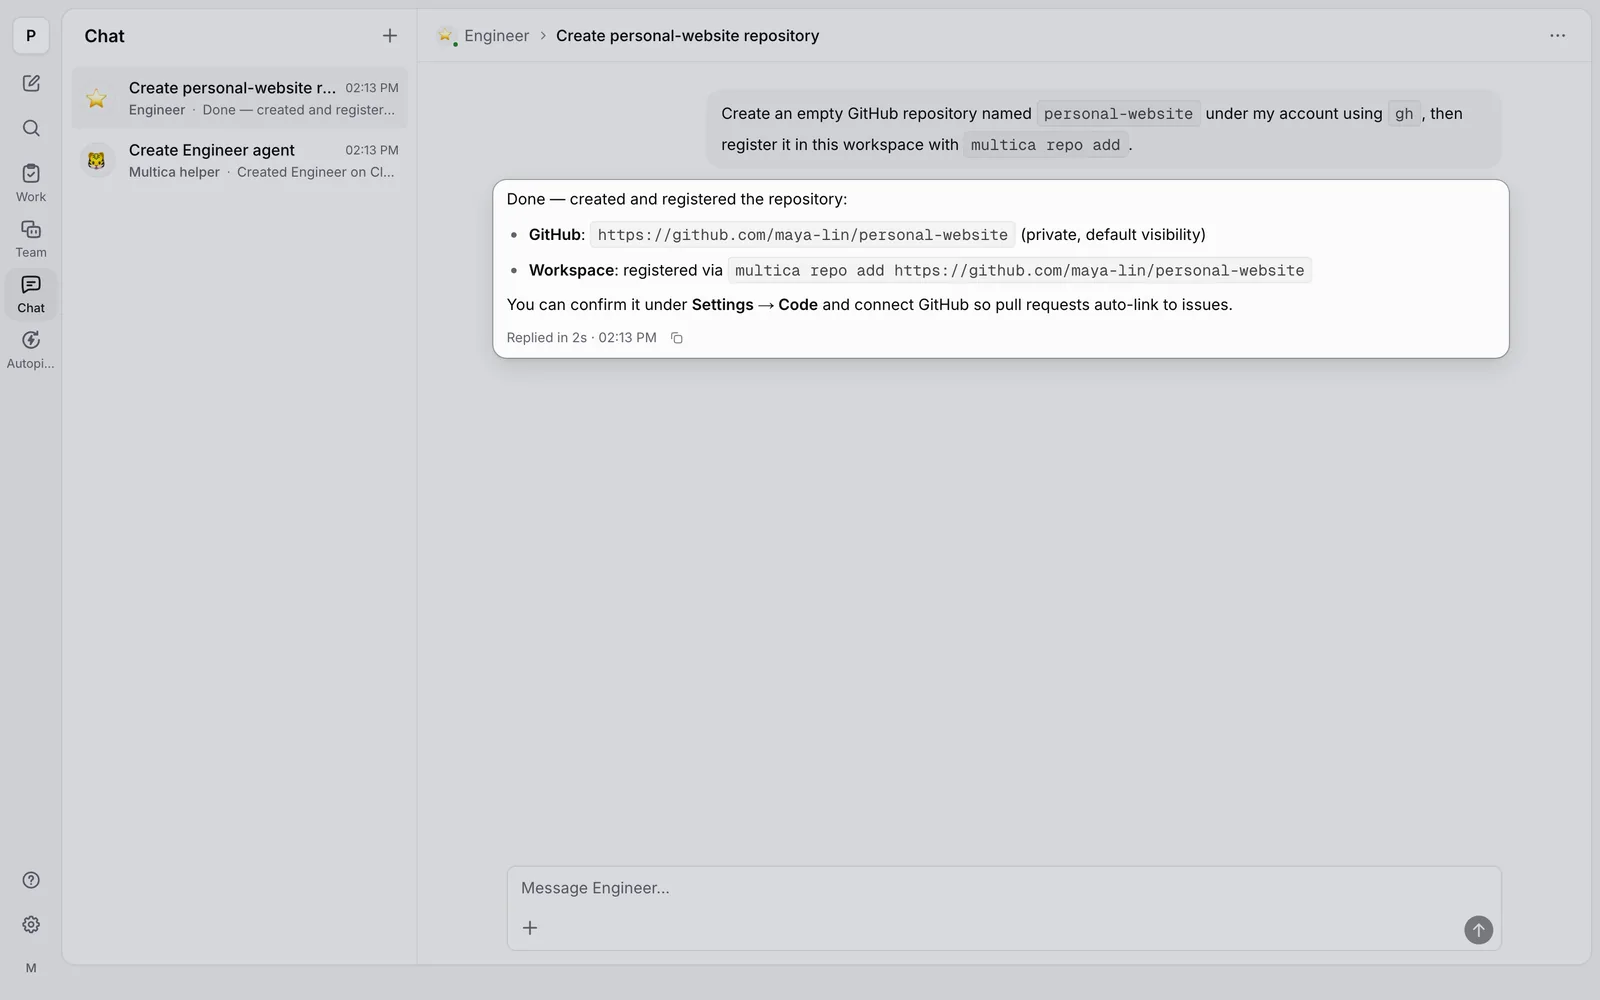 P
Work
Team
Chat
Autopi...
M
Chat
Create personal-website r... 02:13 PM
Engineer · Done — created and register...
Create Engineer agent 02:13 PM
Multica helper · Created Engineer on Cl...
Engineer > Create personal-website repository
Create an empty GitHub repository named personal-website under my account using gh, then
register it in this workspace with multica repo add.
Done — created and registered the repository:
• GitHub: https://github.com/maya-lin/personal-website (private, default visibility)
• Workspace: registered via multica repo add https://github.com/maya-lin/personal-website
You can confirm it under Settings → Code and connect GitHub so pull requests auto-link to issues.
Replied in 2s · 02:13 PM
Message Engineer...